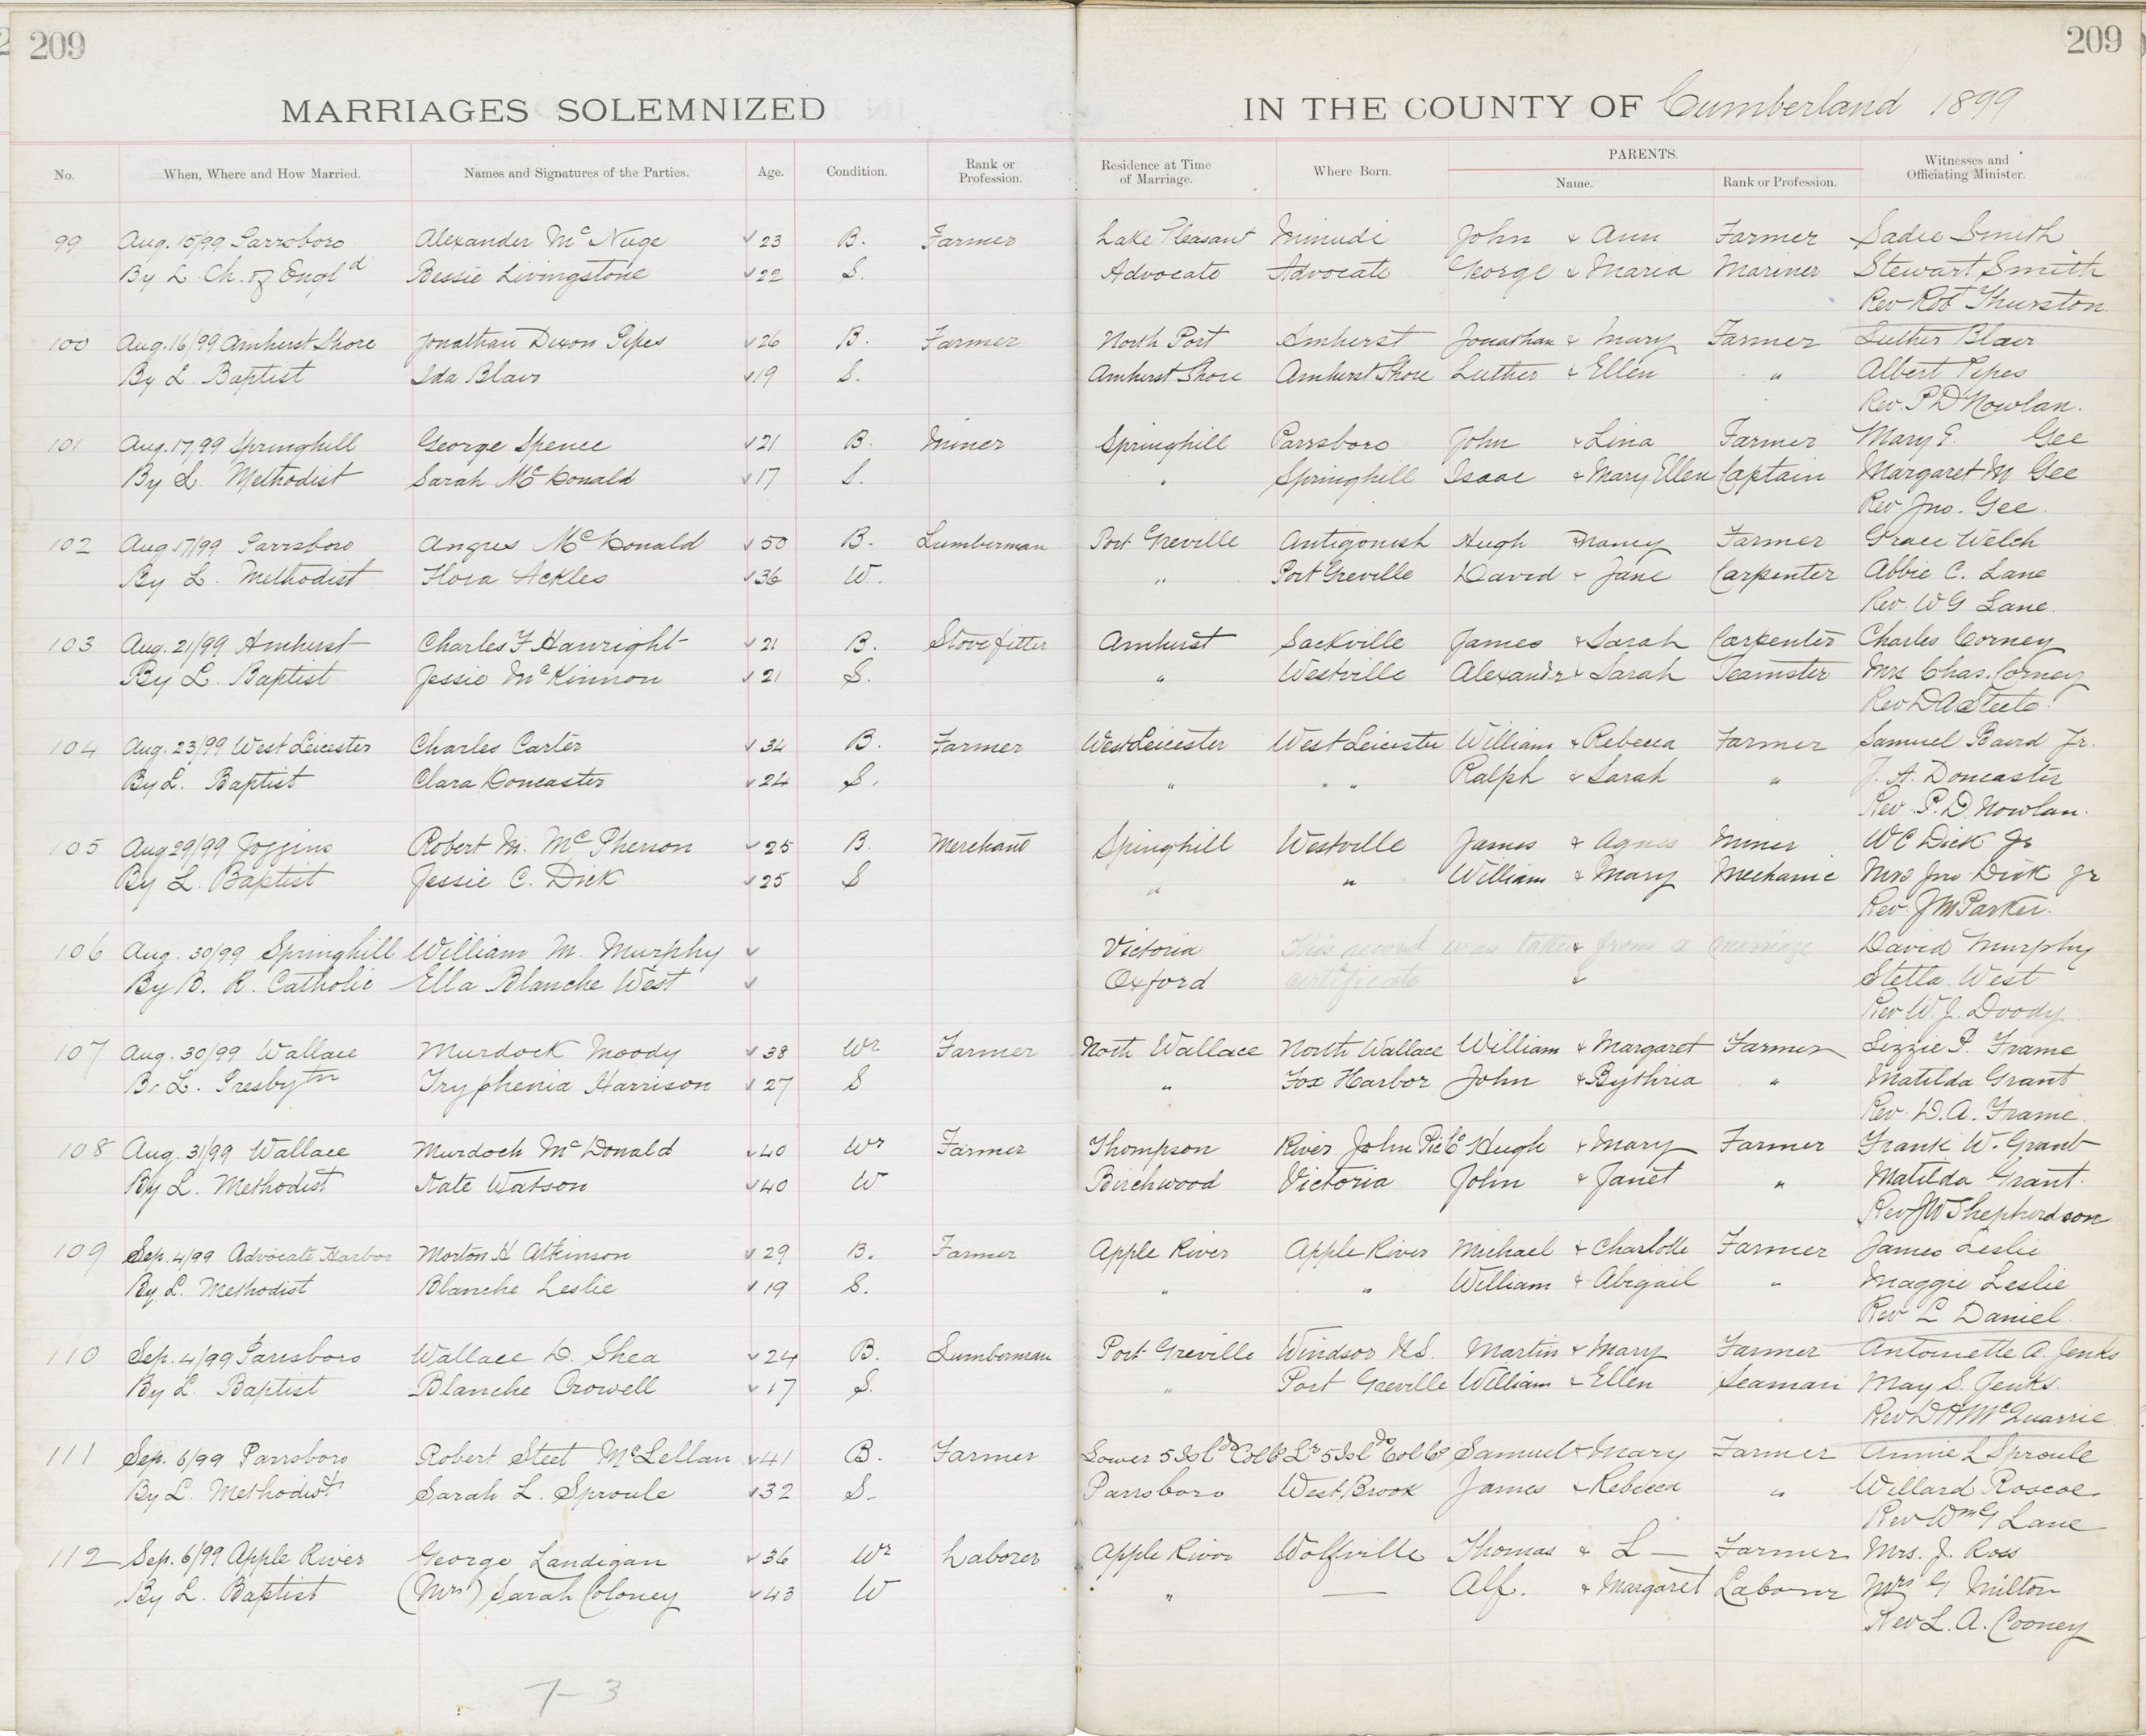 209
209
MARRIAGES SOLEMNIZED IN THE COUNTY OF Cumberland 1899
No. When, Where and How Married. Names and Signatures of the Parties. Age. Condition. Rank or Profession. Residence at Time of Marriage. Where Born. PARENTS. Name. Rank or Profession. Witnesses and Officiating Minister.
99 Aug. 15/99 Parrsboro Alexander Mc Nuge 23 B. Farmer Lake Pleasant Minudi John & Ann Farmer Sadie Smith
By L Ch. of Engld Bessie Livingstone 22 S. Advocate Advocate George & Maria Mariner Stewart Smith
Rev Robt Thurston
100 Aug. 16/99 Amherst Shore Jonathan Dixon Pipes 26 B. Farmer North Port Amherst Jonathan & Mary Farmer Luther Blair
By L. Baptist Ida Blair 19 S. Amherst Shore Amherst Shore Luther & Ellen " Albert Pipes
Rev. P D Nowlan.
101 Aug. 17, 99 Springhill George Spence 21 B. Miner Springhill Parrsboro John & Lina Farmer Mary E. Gee
By L. Methodist Sarah McDonald 17 S. " Springhill Isaac & Mary Ellen Captain Margaret M Gee
Rev Jno. Gee
102 Aug 17/99 Parrsboro Angus McDonald 50 B. Lumberman Port Greville Antigonish Hugh & Nancy Farmer Grace Welch
By L. Methodist Flora Ackles 36 W. " Port Greville David & Jane Carpenter Abbie C. Lane
Rev. W G Lane
103 Aug. 21/99 Amherst Charles F Hawright 21 B. Stovefitter Amherst Sackville James & Sarah Carpenter Charles Corney
By L. Baptist Jessie McKinnon 21 S. " Westville Alexandr & Sarah Teamster Mrs Chas. Corney
Rev D A Steele.
104 Aug. 23/99 West Leicester Charles Carter 34 B. Farmer West Leicester West Leicester William & Rebecca Farmer Samuel Baird Jr.
By L. Baptist Clara Doncaster 24 S. " " " Ralph & Sarah " J. A. Doncaster
Rev. P. D. Nowlan.
105 Aug 29/99 Joggins Robert M. McPherson 25 B. Merchant Spinghill Westville James & Agnes Miner W C Dick Jr
By L. Baptist Jessie C. Dick 25 S " " William & Mary Mechanic Mrs Jno Dick Jr
Rev. J M Parker.
106 Aug. 30/99 Springhill William M. Murphy Victoria This record was taken & from a marriage David Murphy
By B. R. Catholic Ella Blanche West Oxford certificate & Stella West
Rev W. J. Doody
107 Aug. 30/99 Wallace Murdock Moody 38 Wr Farmer North Wallace North Wallace William & Margaret Farmer Lizzie P. Frame
By L. Presbytn Tryphenia Harrison 27 S " Fox Harbor John & Bythria " Matilda Grant
Rev. D. A. Frame
108 Aug. 31/99 Wallace Murdoch McDonald 40 Wr Farmer Thompson River John Pic Co Hugh & Mary Farmer Frank W. Grant
By L. Methodist Kate Watson 40 W Birchwood Victoria John & Janet " Matilda Grant.
Rev J W Shepherdson
109 Sep. 4/99 Advocate Harbor Morton H Atkinson 29 B. Farmer Apple River Apple River Michael & Charlotte Farmer James Leslie
By L. Methodist Blanche Leslie 19 S. " " William & Abigail " Maggie Leslie
Rev L Daniel
110 Sep. 4/99 Parrsboro Wallace D. Shea 24 B. Lumberman Port Greville Windsor N.S. Martin & Mary Farmer Antoinette A. Jenks
By L. Baptist Blanche Crowell 17 S. " Port Greville William & Ellen Seaman May S. Jenks.
Rev D H McQuarrie
111 Sep. 6/99 Parrsboro Robert Steet McLellan 41 B. Farmer Lower 5 Islds Col Co Lr 5 Islds Col Co Samuel & Mary Farmer Annie L Sproule
By L. Methodist Sarah L. Sproule 32 S. Parrsboro West Brook James & Rebecca " Willard Roscoe
Rev Wm G Lane
112 Sep. 6/99 Apple River George Landigan 36 Wr Laborer Apple River Wolfville Thomas & L— Farmer Mrs. J. Ross
By L. Baptist (Mrs) Sarah Coloney 43 W " — Alf. & Margaret Laborer Mrs G Milton
Rev L. A. Cooney
7-3